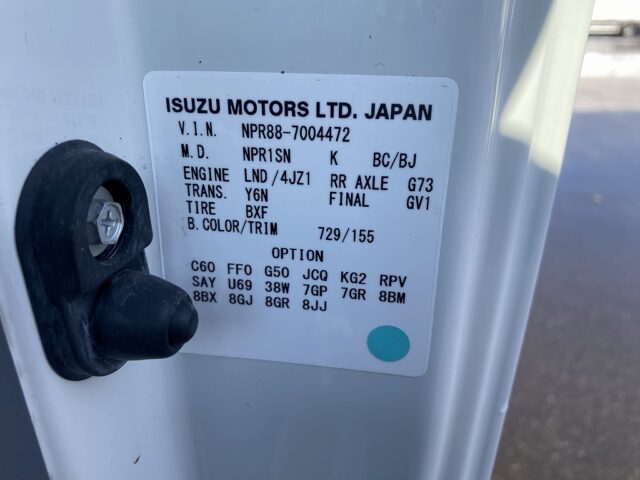 ISUZU MOTORS LTD. JAPAN
V.I.N. NPR88-7004472
M.D. NPR1SN K BC/BJ
ENGINE LND/4JZ1 RR AXLE G73
TRANS. Y6N FINAL GV1
TIRE BXF
B.COLOR/TRIM 729/155
OPTION
C60 FF0 G50 JCQ KG2 RPV
SAY U69 38W 7GP 7GR 8BM
8BX 8GJ 8GR 8JJ